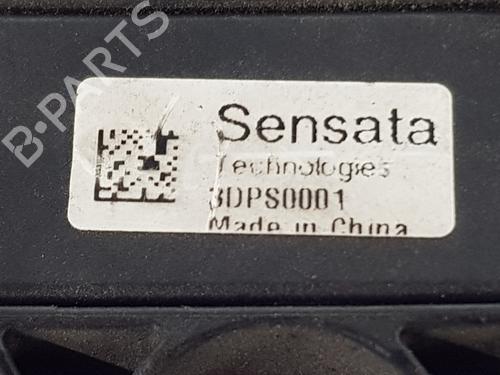 B-PARTS
Sensata
Technologies
3DPS0001
Made in China